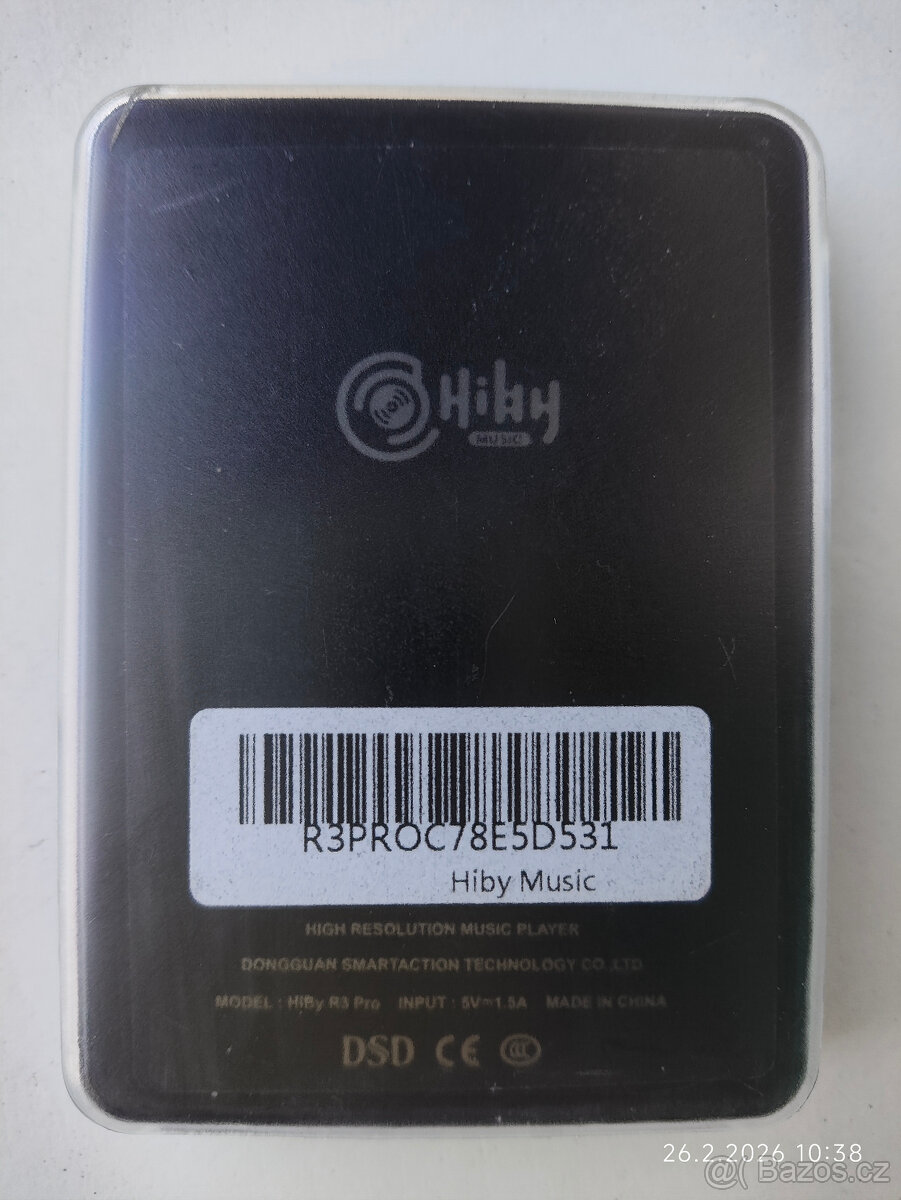 HiBy
MUSIC
R3PROC78E5D531
Hiby Music
HIGH RESOLUTION MUSIC PLAYER
DONGGUAN SMARTACTION TECHNOLOGY CO.,LTD
MODEL : HiBy R3 Pro INPUT : 5V⎓1.5A MADE IN CHINA
DSD CE CCC
26.2.2026 10:38
@( Bazos.cz